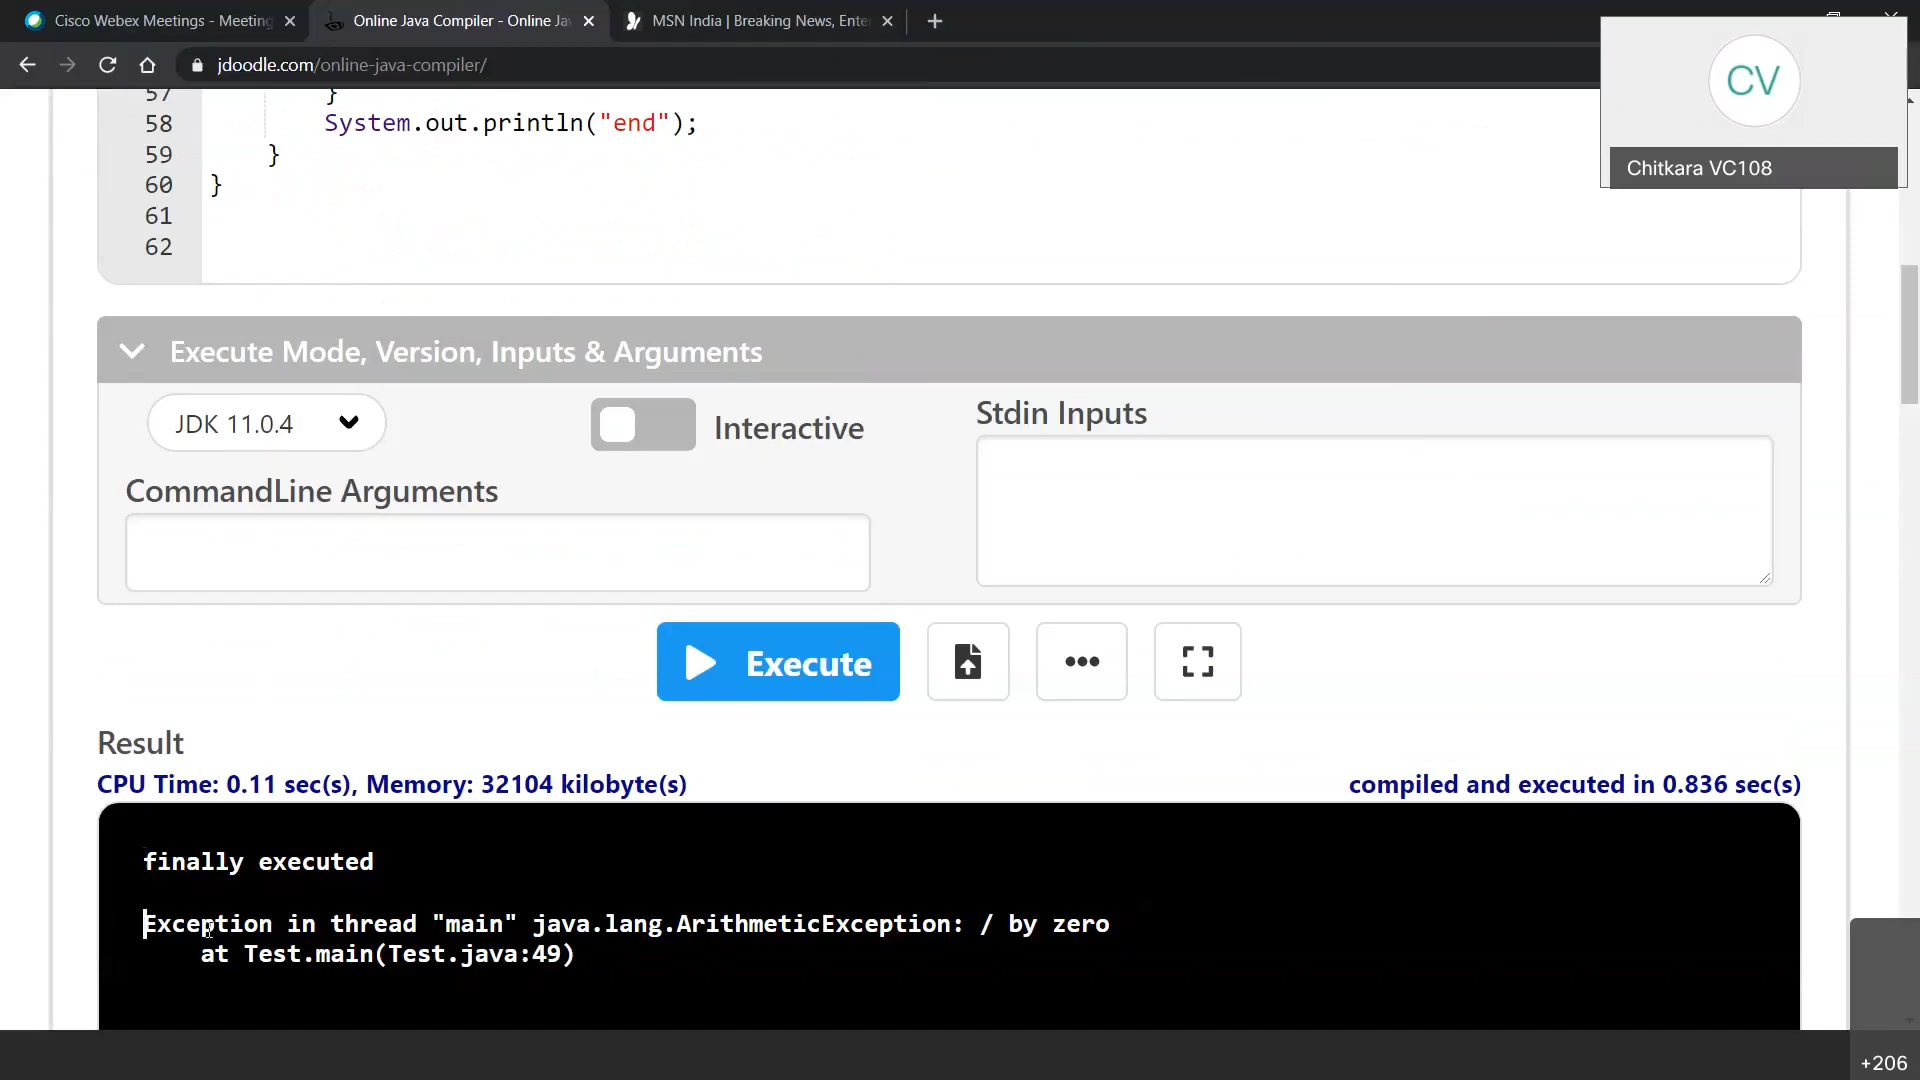 Cisco Webex Meetings - Meeting
Online Java Compiler - Online Ja
MSN India | Breaking News, Ente
jdoodle.com/online-java-compiler/
CV
Chitkara VC108
57 }
58 System.out.println("end");
59 }
60 }
61
62
Execute Mode, Version, Inputs & Arguments
JDK 11.0.4
Interactive
Stdin Inputs
CommandLine Arguments
Execute
Result
CPU Time: 0.11 sec(s), Memory: 32104 kilobyte(s)
compiled and executed in 0.836 sec(s)
finally executed
Exception in thread "main" java.lang.ArithmeticException: / by zero
at Test.main(Test.java:49)
+206